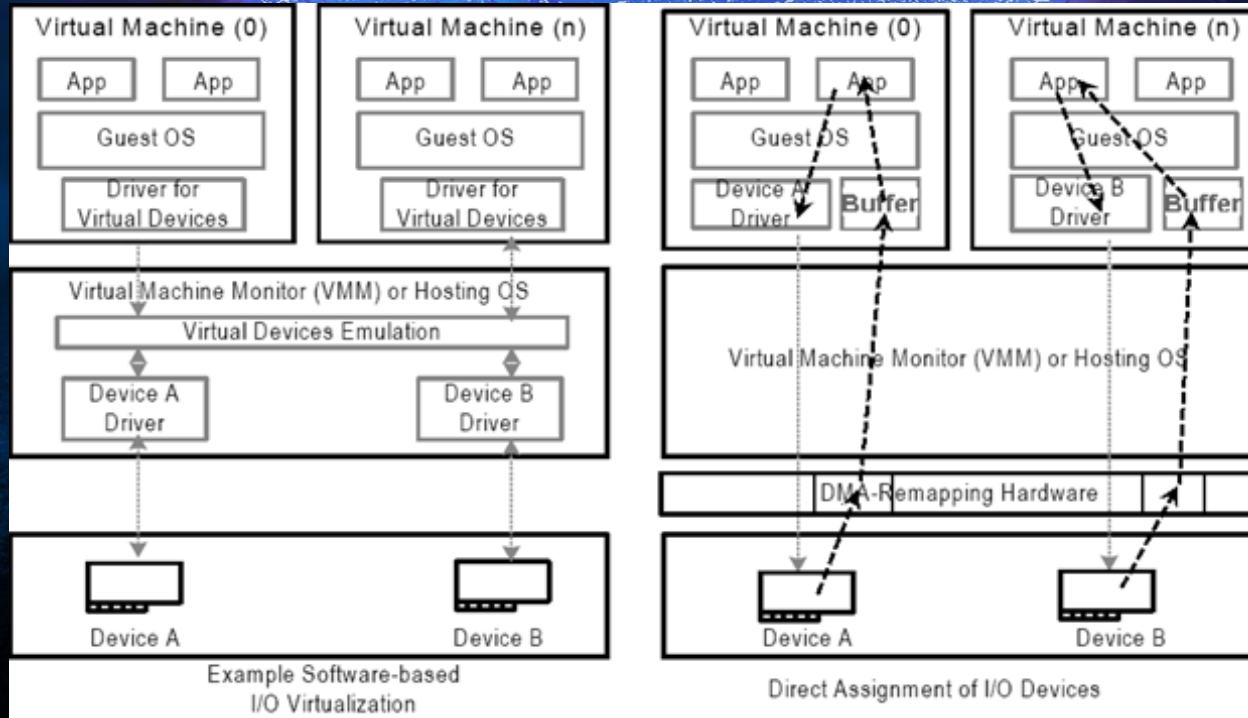 Virtual Machine (0)
App
App
Guest OS
Driver for
Virtual Devices
Virtual Machine (n)
App
App
Guest OS
Driver for
Virtual Devices
Virtual Machine Monitor (VMM) or Hosting OS
Virtual Devices Emulation
Device A
Driver
Device B
Driver
Device A
Device B
Example Software-based
I/O Virtualization
Virtual Machine (0)
App
App
Guest OS
Device A
Driver
Buffer
Virtual Machine (n)
App
App
Guest OS
Device B
Driver
Buffer
Virtual Machine Monitor (VMM) or Hosting OS
DMA-Remapping Hardware
Device A
Device B
Direct Assignment of I/O Devices